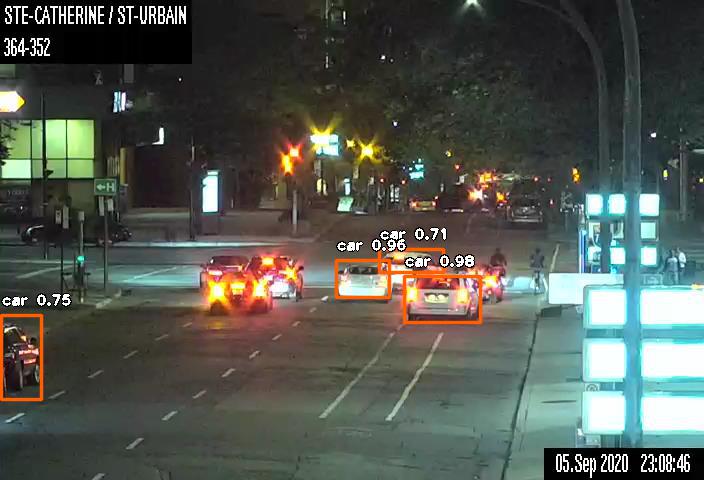 STE-CATHERINE / ST-URBAIN
364-352
car 0.71
car 0.96
car 0.98
car 0.75
H
05.Sep 2020 23:08:46